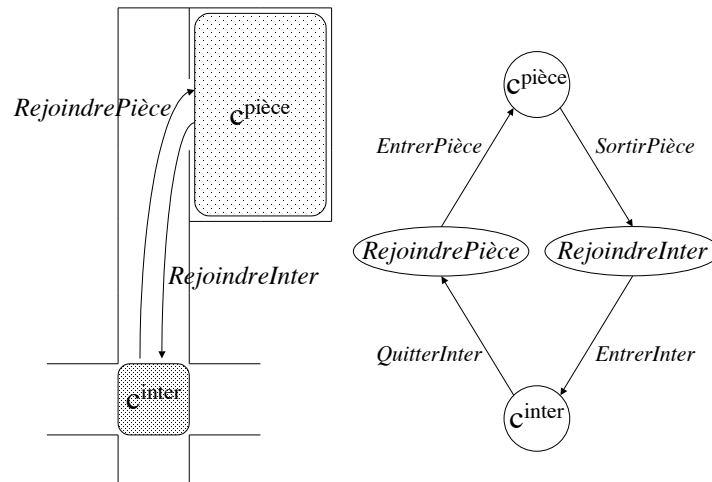 RejoindrePièce
c^pièce
RejoindreInter
c^inter
c^pièce
EntrerPièce
SortirPièce
RejoindrePièce
RejoindreInter
QuitterInter
EntrerInter
c^inter